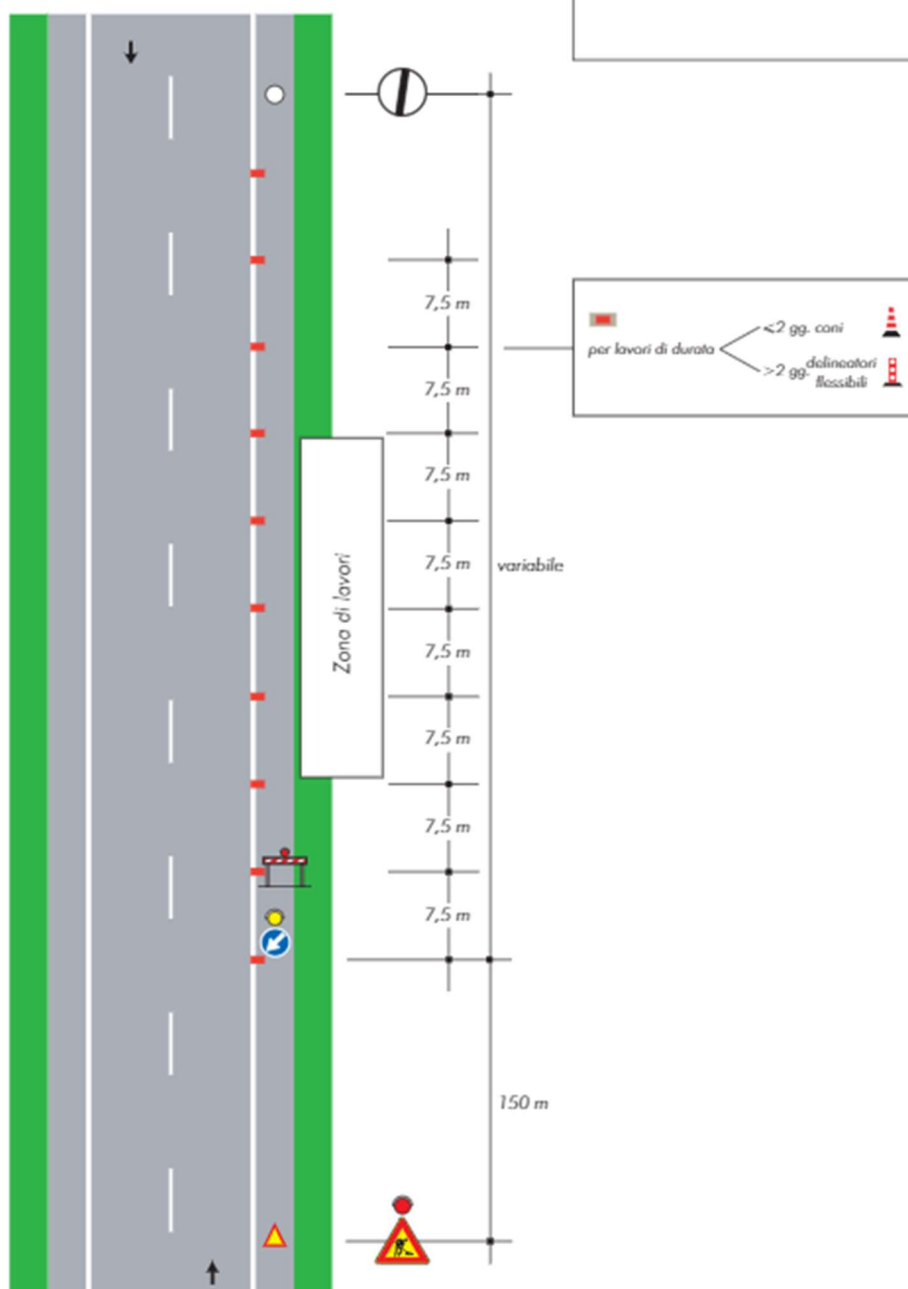 7,5 m
<2 gg. coni
per lavori di durata
>2 gg. delineatori
flessibili
7,5 m
7,5 m
7,5 m
variabile
Zona di lavori
7,5 m
7,5 m
7,5 m
7,5 m
150 m